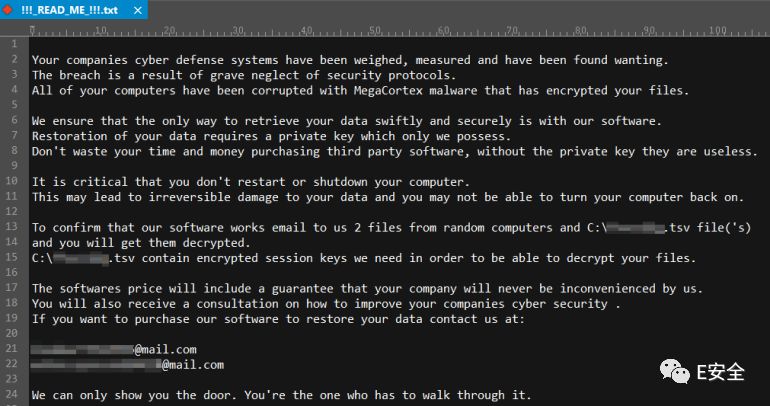 !!!_READ_ME_!!!.txt
0 10 20 30 40 50 60 70 80 90 100
1
2 Your companies cyber defense systems have been weighed, measured and have been found wanting.
3 The breach is a result of grave neglect of security protocols.
4 All of your computers have been corrupted with MegaCortex malware that has encrypted your files.
5
6 We ensure that the only way to retrieve your data swiftly and securely is with our software.
7 Restoration of your data requires a private key which only we possess.
8 Don't waste your time and money purchasing third party software, without the private key they are useless.
9
10 It is critical that you don't restart or shutdown your computer.
11 This may lead to irreversible damage to your data and you may not be able to turn your computer back on.
12
13 To confirm that our software works email to us 2 files from random computers and C:\ .tsv file('s)
14 and you will get them decrypted.
15 C:\ .tsv contain encrypted session keys we need in order to be able to decrypt your files.
16
17 The softwares price will include a guarantee that your company will never be inconvenienced by us.
18 You will also receive a consultation on how to improve your companies cyber security .
19 If you want to purchase our software to restore your data contact us at:
20
21 @mail.com
22 @mail.com
23
24 We can only show you the door. You're the one who has to walk through it.
E安全